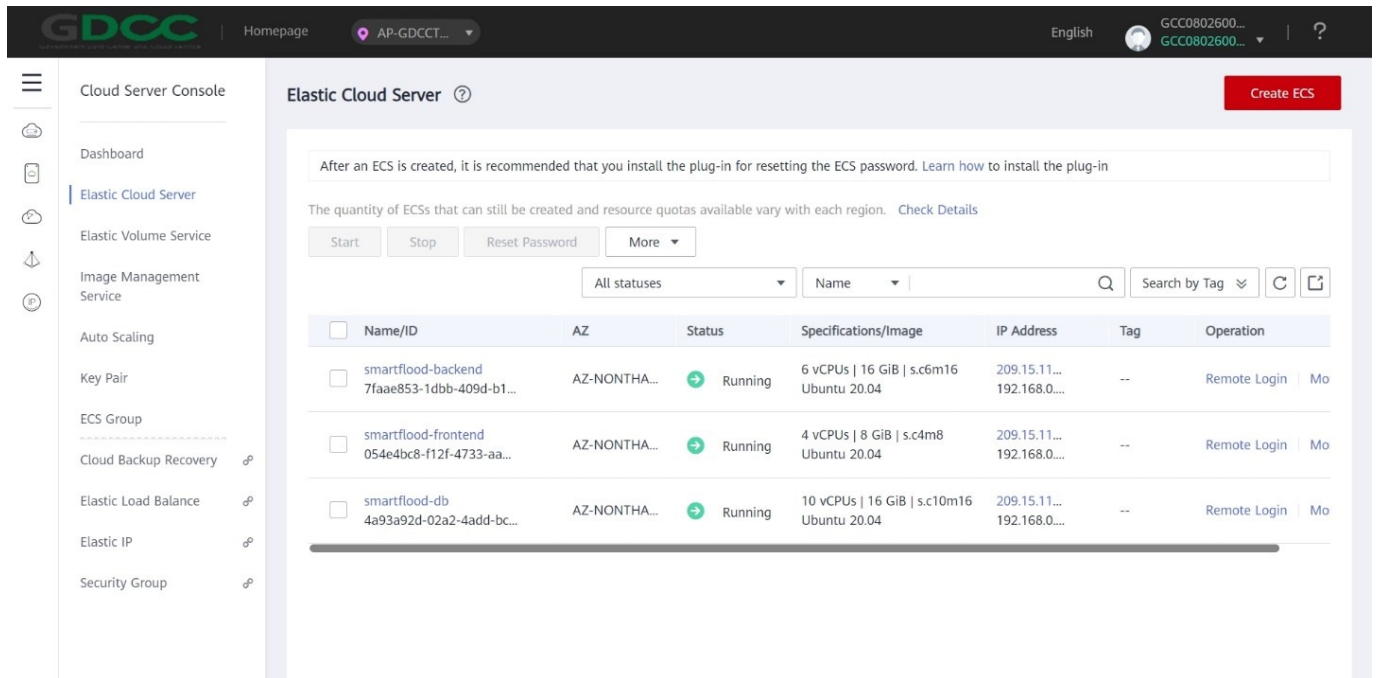 GDCC
Homepage
AP-GDCCT...
English
GCC0802600...
GCC0802600...
?
Cloud Server Console
Dashboard
Elastic Cloud Server
Elastic Volume Service
Image Management
Service
Auto Scaling
Key Pair
ECS Group
Cloud Backup Recovery
Elastic Load Balance
Elastic IP
Security Group
Elastic Cloud Server ?
Create ECS
After an ECS is created, it is recommended that you install the plug-in for resetting the ECS password. Learn how to install the plug-in
The quantity of ECSs that can still be created and resource quotas available vary with each region. Check Details
Start Stop Reset Password More
All statuses Name Search by Tag
Name/ID AZ Status Specifications/Image IP Address Tag Operation
smartflood-backend 6 vCPUs | 16 GiB | s.c6m16 209.15.11...
AZ-NONTHA... Running -- Remote Login Mo
7faae853-1dbb-409d-b1... Ubuntu 20.04 192.168.0....
smartflood-frontend 4 vCPUs | 8 GiB | s.c4m8 209.15.11...
AZ-NONTHA... Running -- Remote Login Mo
054e4bc8-f12f-4733-aa... Ubuntu 20.04 192.168.0....
smartflood-db 10 vCPUs | 16 GiB | s.c10m16 209.15.11...
AZ-NONTHA... Running -- Remote Login Mo
4a93a92d-02a2-4add-bc... Ubuntu 20.04 192.168.0....